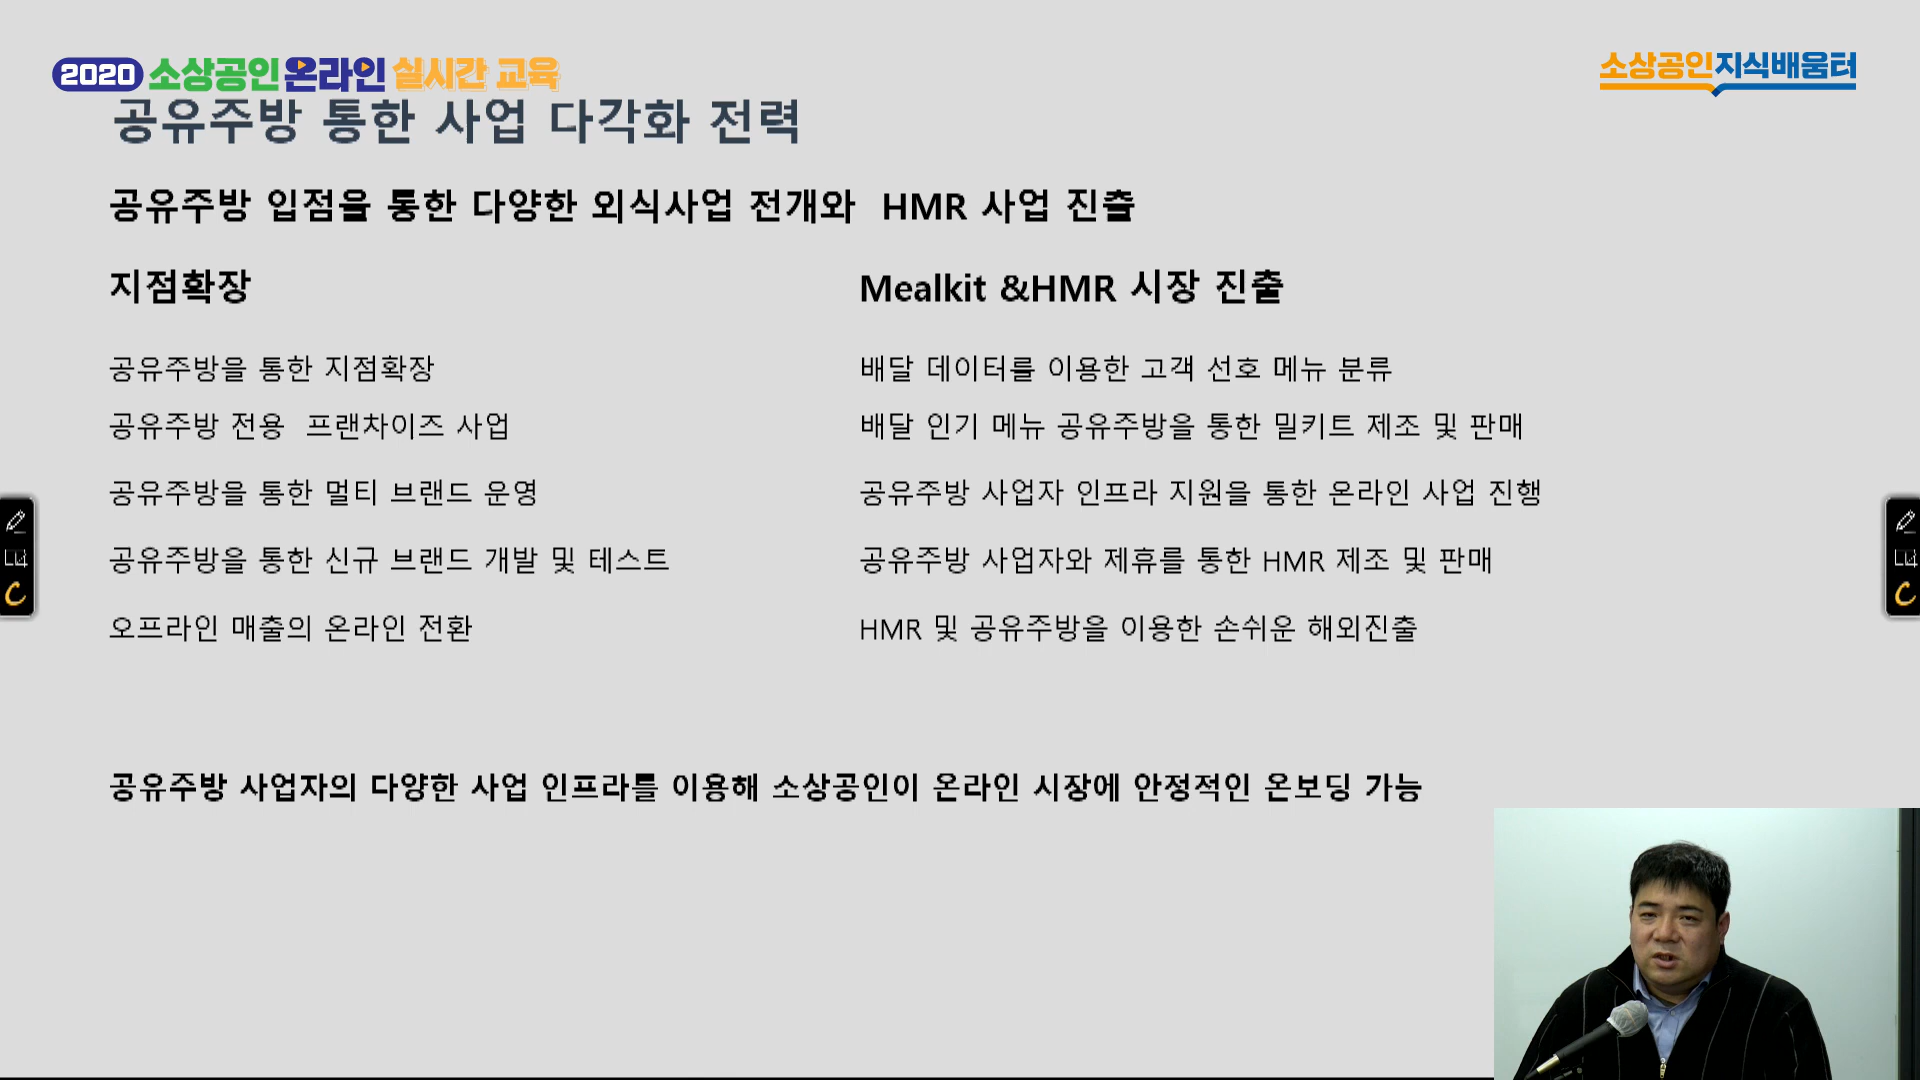 2020 소상공인 온라인 실시간 교육
소상공인지식배움터
공유주방 통한 사업 다각화 전력
공유주방 입점을 통한 다양한 외식사업 전개와 HMR 사업 진출
지점확장
공유주방을 통한 지점확장
공유주방 전용 프랜차이즈 사업
공유주방을 통한 멀티 브랜드 운영
공유주방을 통한 신규 브랜드 개발 및 테스트
오프라인 매출의 온라인 전환
Mealkit &HMR 시장 진출
배달 데이터를 이용한 고객 선호 메뉴 분류
배달 인기 메뉴 공유주방을 통한 밀키트 제조 및 판매
공유주방 사업자 인프라 지원을 통한 온라인 사업 진행
공유주방 사업자와 제휴를 통한 HMR 제조 및 판매
HMR 및 공유주방을 이용한 손쉬운 해외진출
공유주방 사업자의 다양한 사업 인프라를 이용해 소상공인이 온라인 시장에 안정적인 온보딩 가능